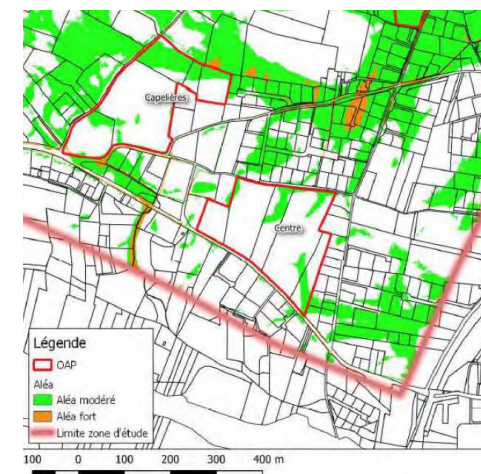 Capelières
Centre
Légende
OAP
Aléa
Aléa modéré
Aléa fort
Limite zone d'étude
100 0 100 200 300 400 m